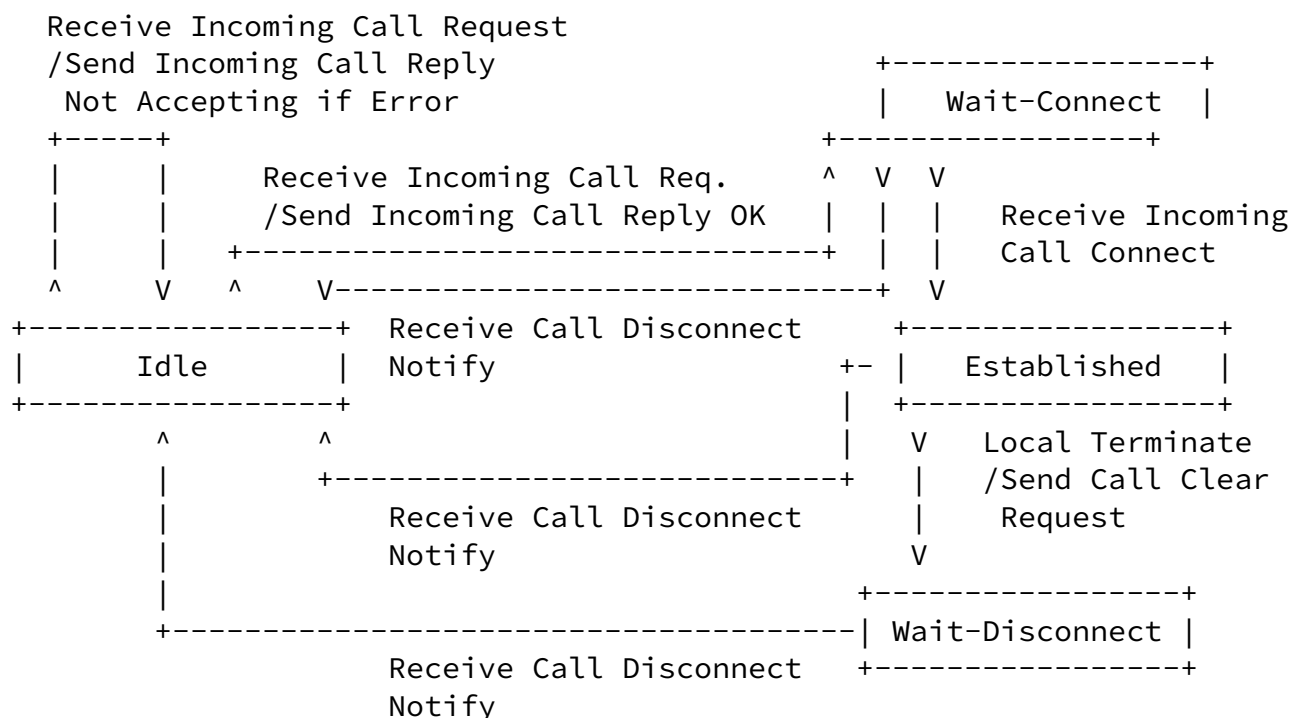 Receive Incoming Call Request
/Send Incoming Call Reply
Not Accepting if Error
Wait-Connect
Receive Incoming Call Req.
/Send Incoming Call Reply OK
Receive Incoming
Call Connect
Receive Call Disconnect
Notify
Idle
Established
Local Terminate
/Send Call Clear
Request
Receive Call Disconnect
Notify
Wait-Disconnect
Receive Call Disconnect
Notify